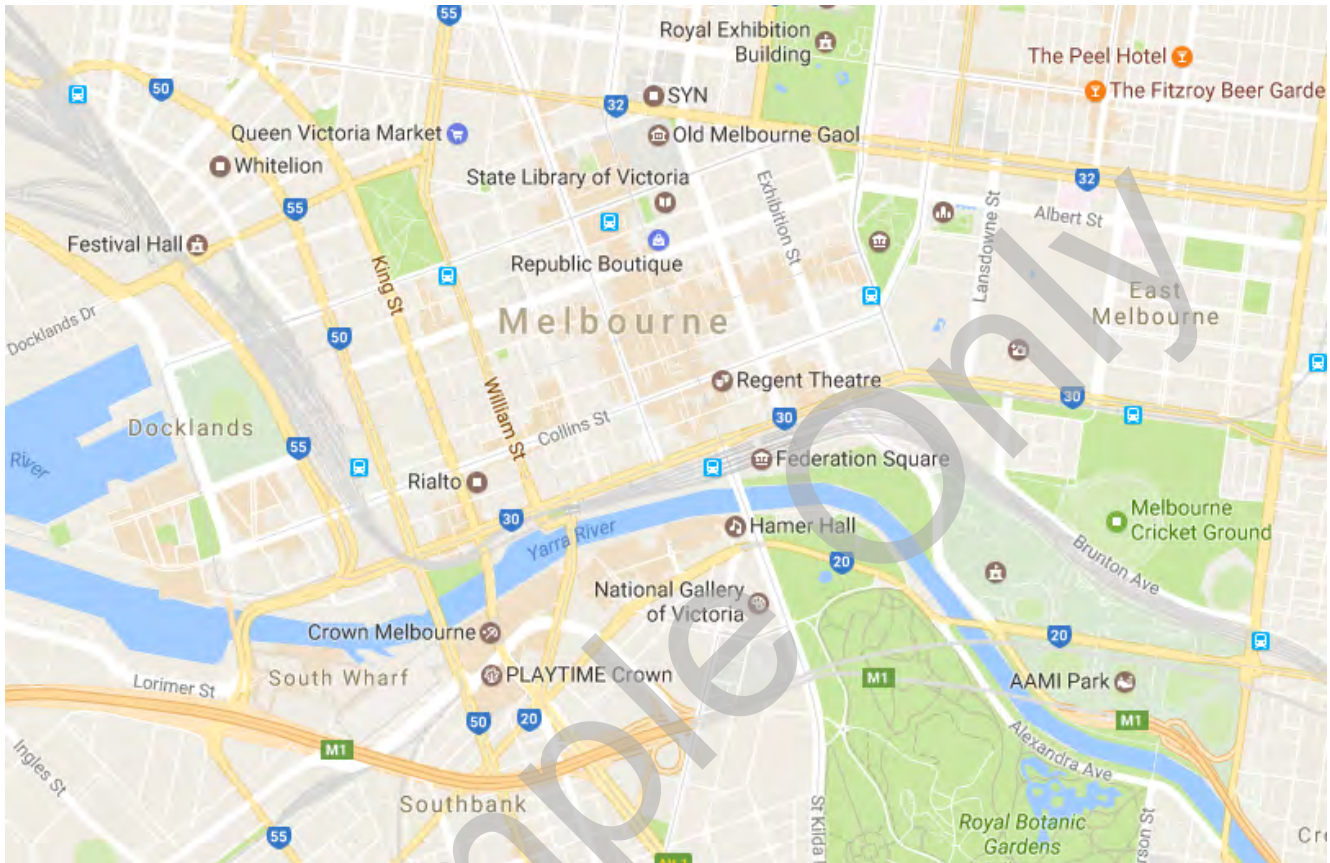 55
Royal Exhibition
Building
The Peel Hotel
50
The Fitzroy Beer Garde
32
SYN
Queen Victoria Market
Old Melbourne Gaol
Whitelion
State Library of Victoria
Exhibition St
32
55
Albert St
Lansdowne St
Festival Hall
King St
Republic Boutique
East
Melbourne
Docklands Dr
Melbourne
50
William St
Regent Theatre
30
30
Collins St
Docklands
55
River
Federation Square
Rialto
Melbourne
Cricket Ground
30
Yarra River
Hamer Hall
20
Brunton Ave
National Gallery
of Victoria
Crown Melbourne
20
South Wharf
PLAYTIME Crown
Lorimer St
M1
AAMI Park
50
20
M1
M1
Alexandra Ave
Ingles St
Southbank
St Kilda
Royal Botanic
Gardens
rson St
55
Cr
ple only